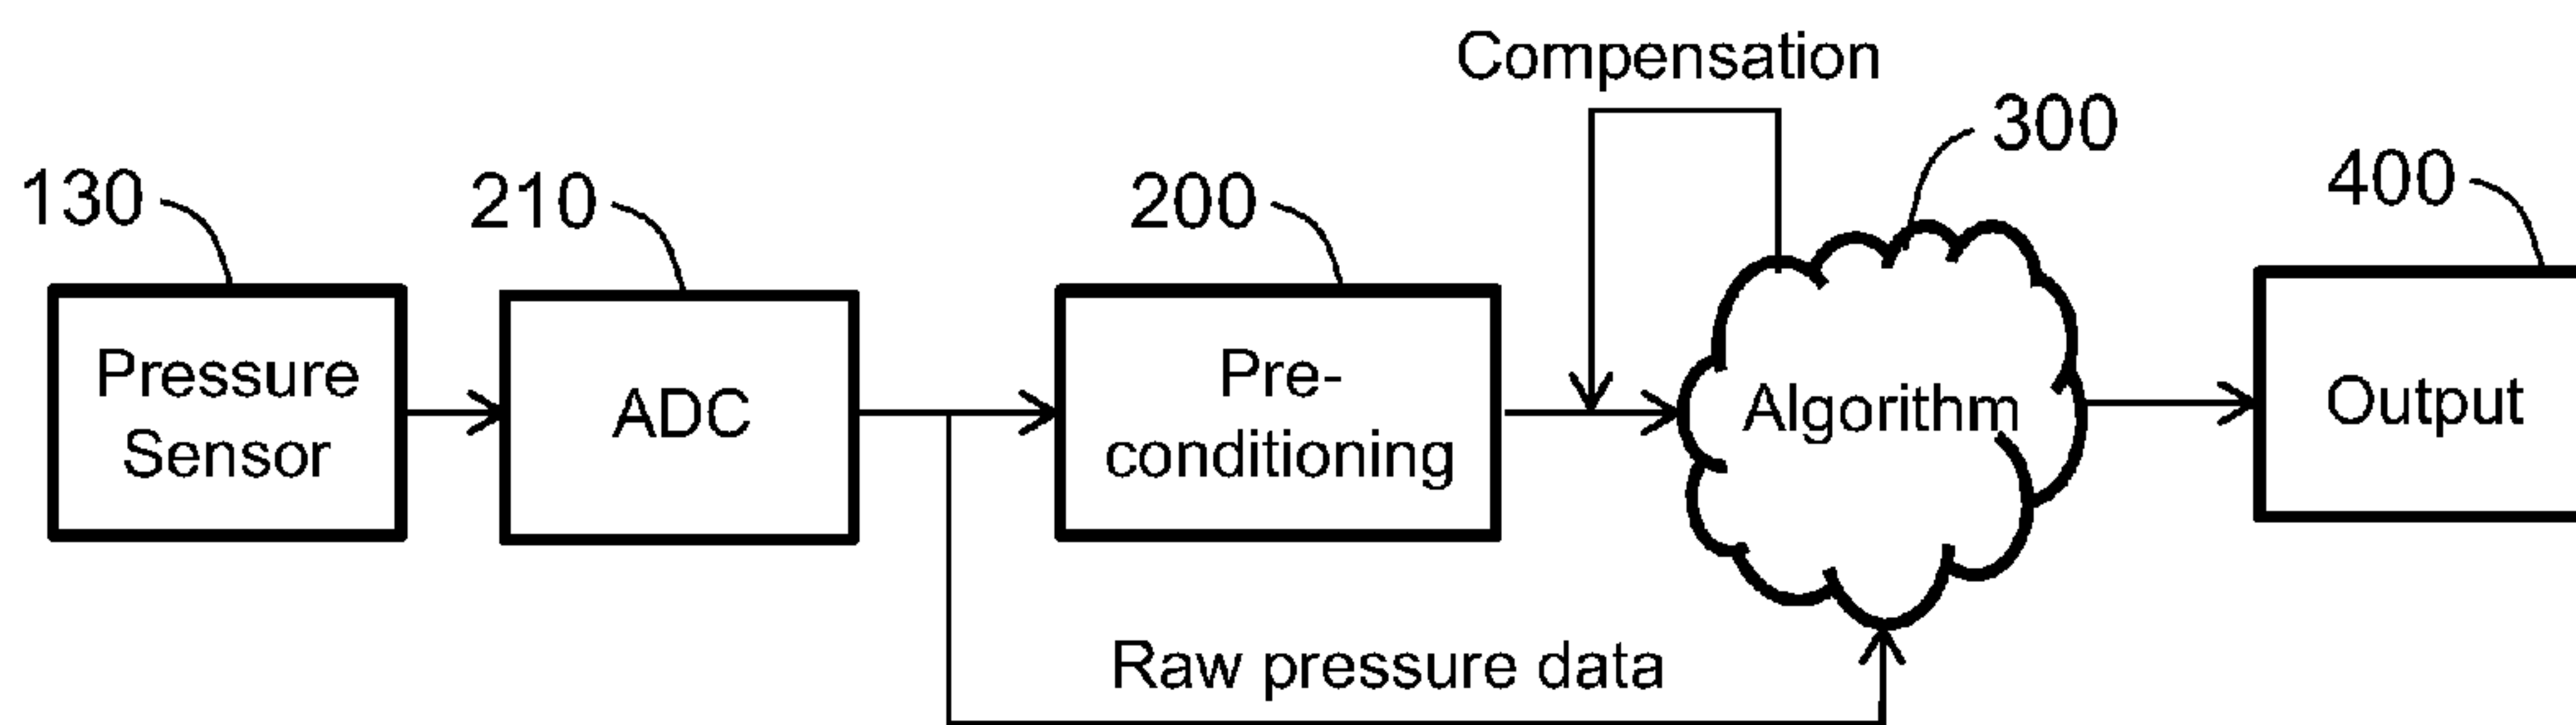 Compensation
300
130
210
200
400
Pressure
Sensor
ADC
Pre-
conditioning
Algorithm
Output
Raw pressure data